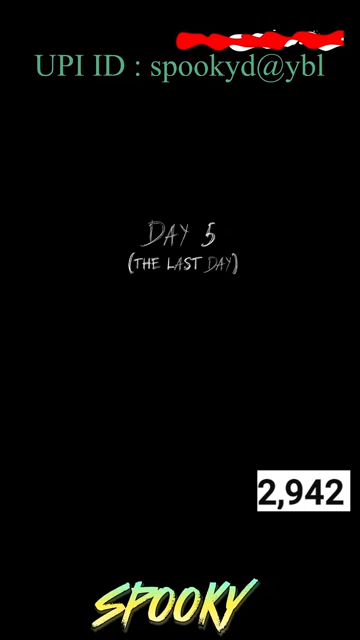 UPI ID : spookyd@ybl
DAY 5
(THE LAST DAY)
2,942
SPOOKY